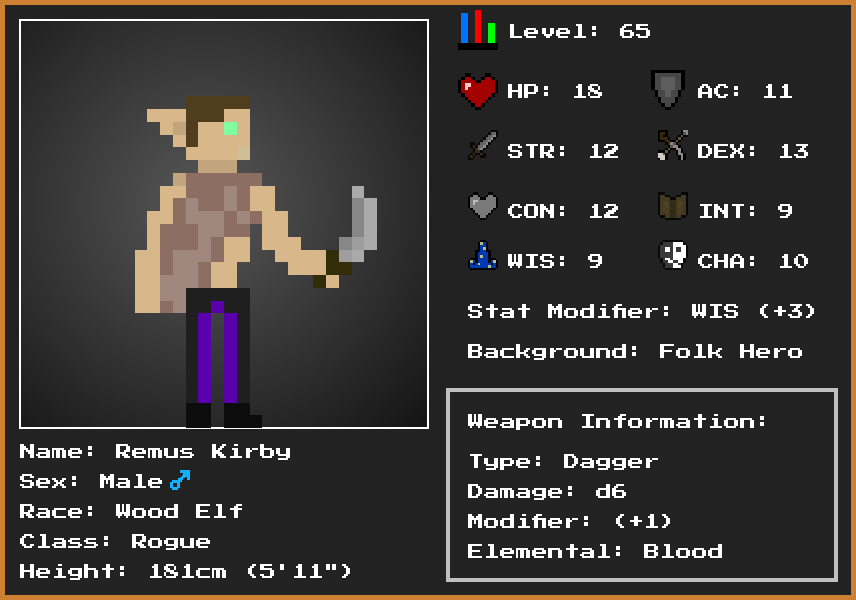 Level: 65
HP: 18 AC: 11
STR: 12 DEX: 13
CON: 12 INT: 9
WIS: 9 CHA: 10
Stat Modifier: WIS (+3)
Background: Folk Hero
Weapon Information:
Type: Dagger
Damage: d6
Modifier: (+1)
Elemental: Blood
Name: Remus Kirby
Sex: Male♂
Race: Wood Elf
Class: Rogue
Height: 181cm (5'11")